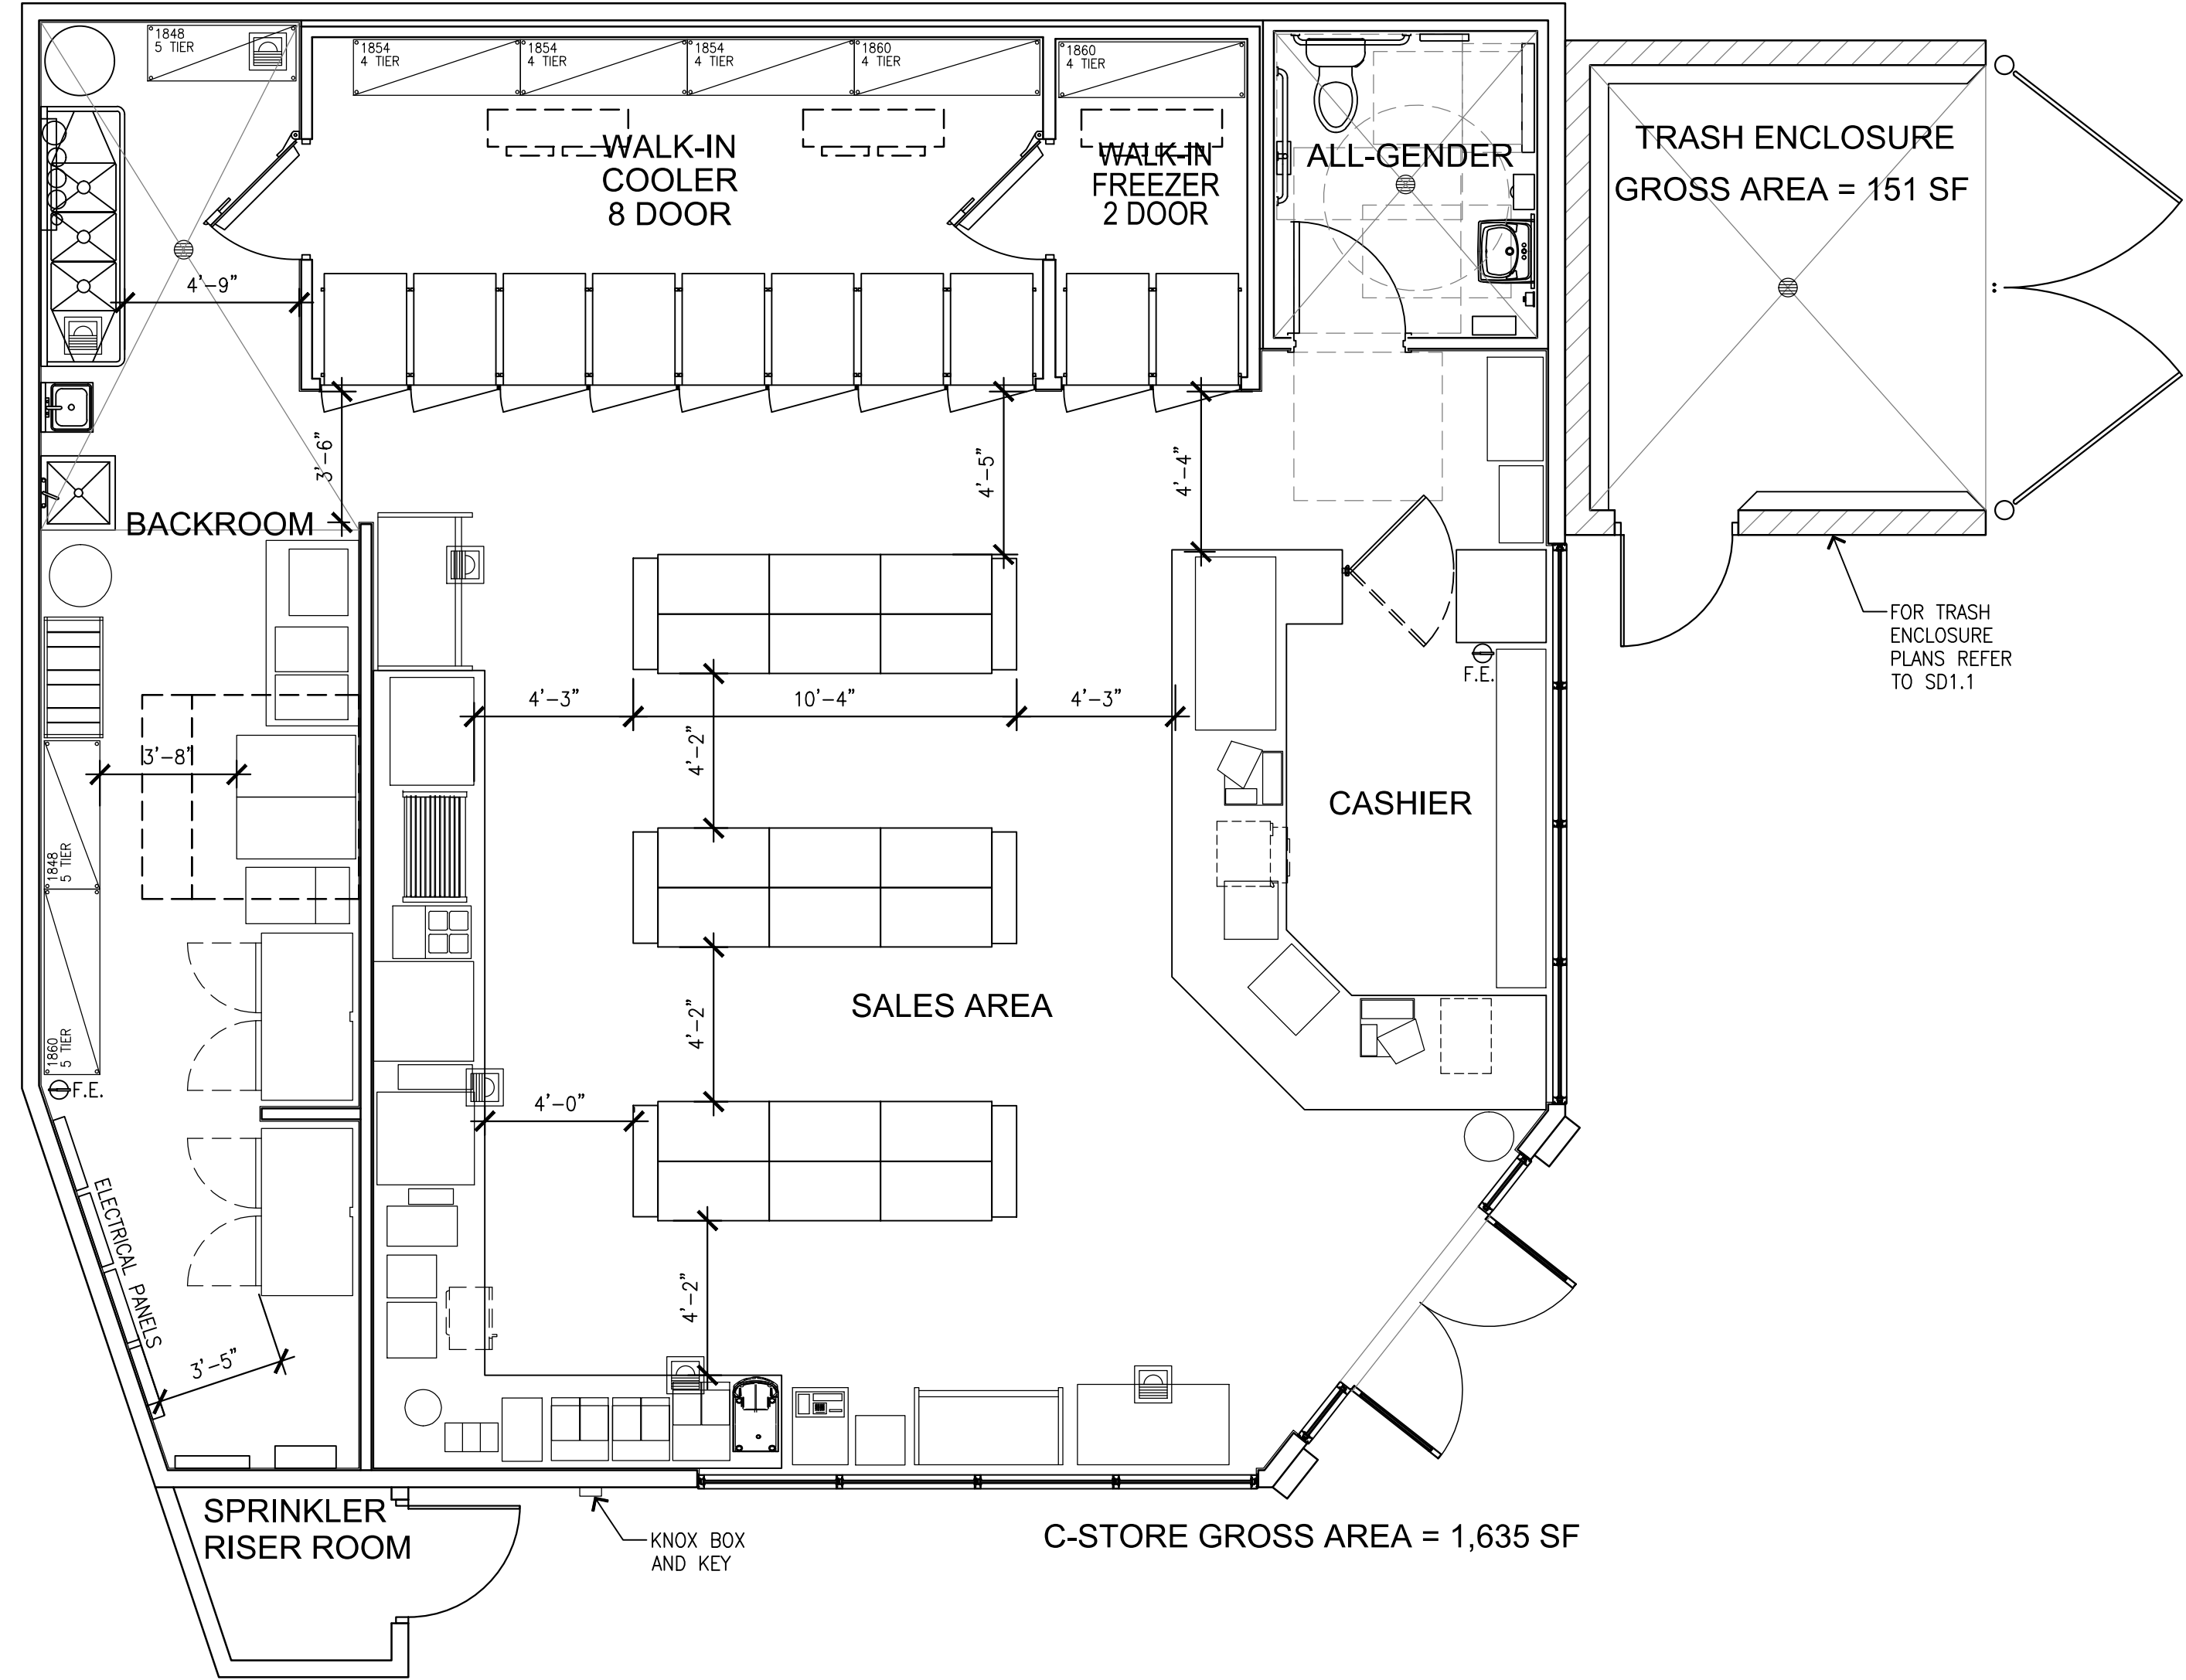 1848
5 TIER
1854
4 TIER
1854
4 TIER
1854
4 TIER
1860
4 TIER
1860
4 TIER
WALK-IN
COOLER
8 DOOR
WALK-IN
FREEZER
2 DOOR
ALL-GENDER
TRASH ENCLOSURE
GROSS AREA = 151 SF
4'-9"
3'-6"
4'-5"
4'-4"
BACKROOM
FOR TRASH
ENCLOSURE
PLANS REFER
TO SD1.1
F.E.
4'-3"
10'-4"
4'-3"
4'-2"
3'-8"
CASHIER
1848
5 TIER
SALES AREA
4'-2"
1860
5 TIER
F.E.
4'-0"
ELECTRICAL PANELS
4'-2"
3'-5"
SPRINKLER
RISER ROOM
KNOX BOX
AND KEY
C-STORE GROSS AREA = 1,635 SF